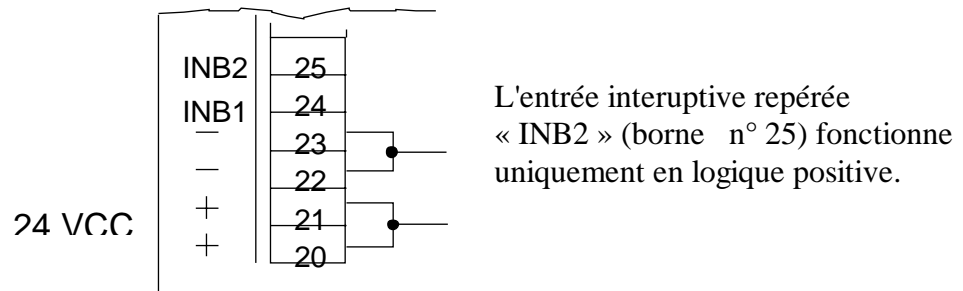 INB2 25
INB1 24
— 23
— 22
+ 21
24 VCC + 20
L'entrée interuptive repérée
« INB2 » (borne n° 25) fonctionne
uniquement en logique positive.